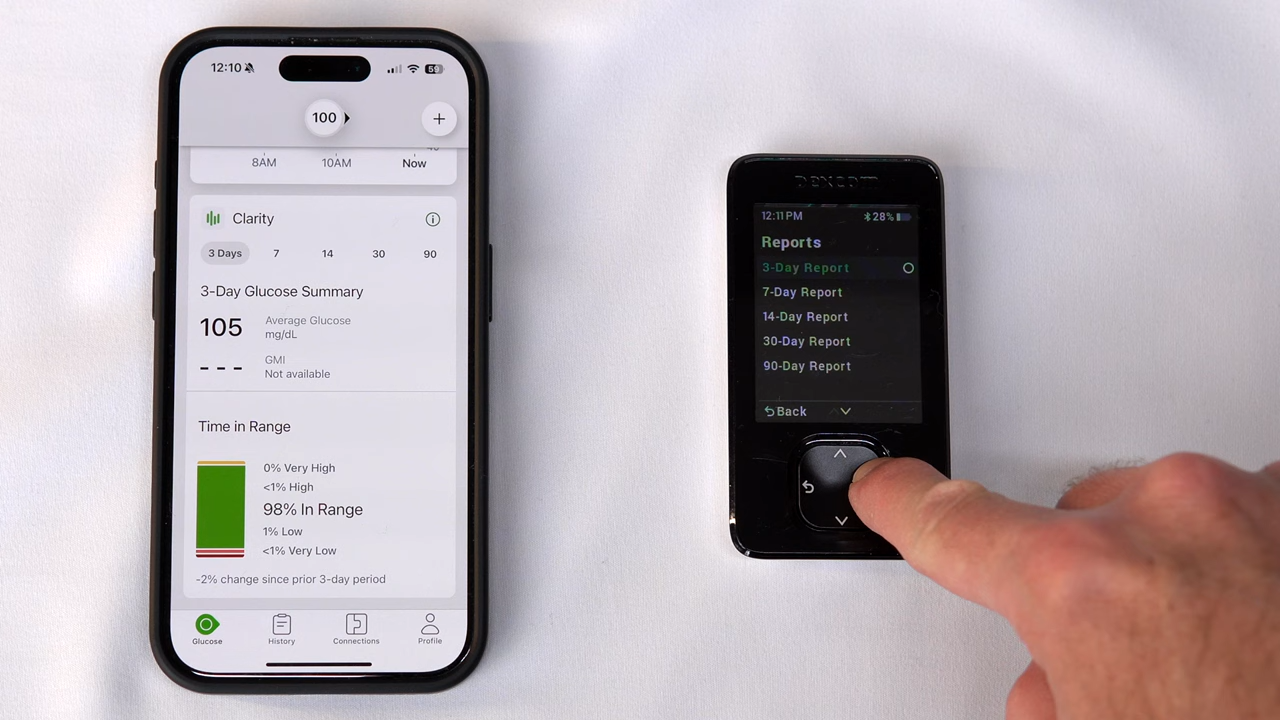 12:10
59
100
8AM 10AM Now
Clarity
3 Days 7 14 30 90
3-Day Glucose Summary
105 Average Glucose
mg/dL
--- GMI
Not available
Time in Range
0% Very High
<1% High
98% In Range
1% Low
<1% Very Low
-2% change since prior 3-day period
Glucose History Connections Profile
DEXCOM
12:11 PM 28%
Reports
3-Day Report
7-Day Report
14-Day Report
30-Day Report
90-Day Report
Back